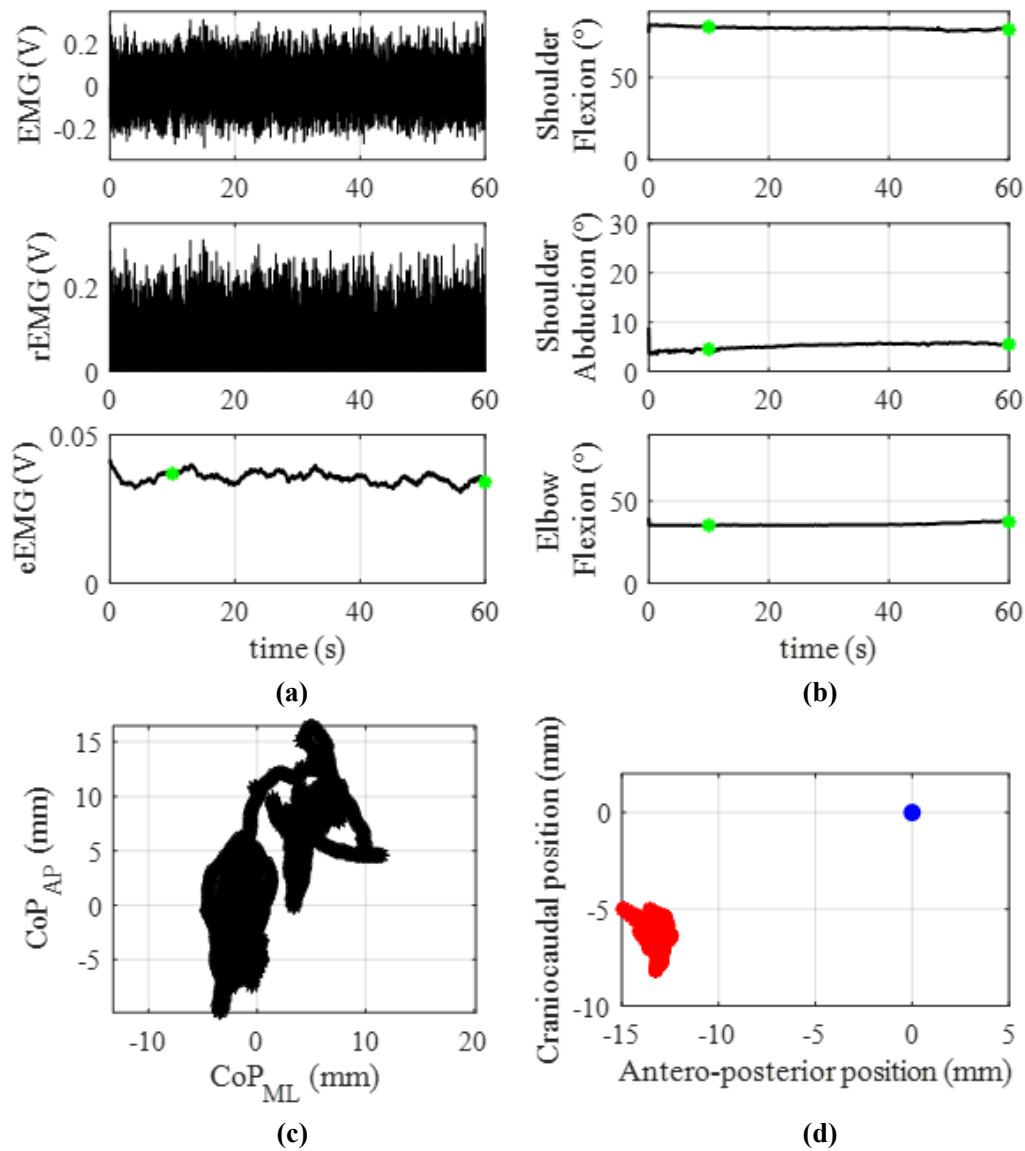 EMG (V)
0.2
0
-0.2
0 20 40 60
rEMG (V)
0.2
0
0 20 40 60
eEMG (V)
0.05
0
0 20 40 60
time (s)
(a)
Shoulder
Flexion (°)
50
0
0 20 40 60
Shoulder
Abduction (°)
30
20
10
0
0 20 40 60
Elbow
Flexion (°)
50
0
0 20 40 60
time (s)
(b)
CoP AP (mm)
15
10
5
0
-5
-10 0 10 20
CoP ML (mm)
(c)
Craniocaudal position (mm)
0
-5
-10
-15 -10 -5 0 5
Antero-posterior position (mm)
(d)